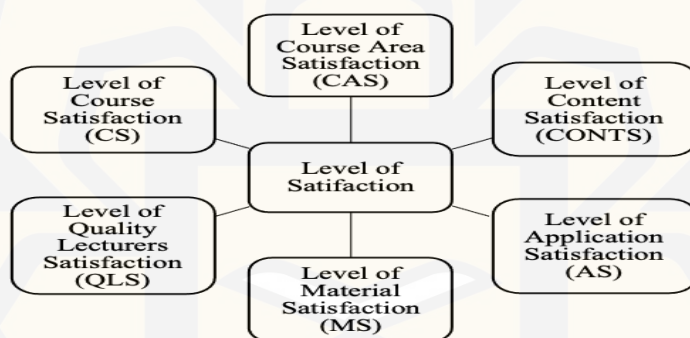 Level of
Course Area
Satisfaction
(CAS)
Level of
Course
Satisfaction
(CS)
Level of
Content
Satisfaction
(CONTS)
Level of
Satifaction
Level of
Quality
Lecturers
Satisfaction
(QLS)
Level of
Application
Satisfaction
(AS)
Level of
Material
Satisfaction
(MS)